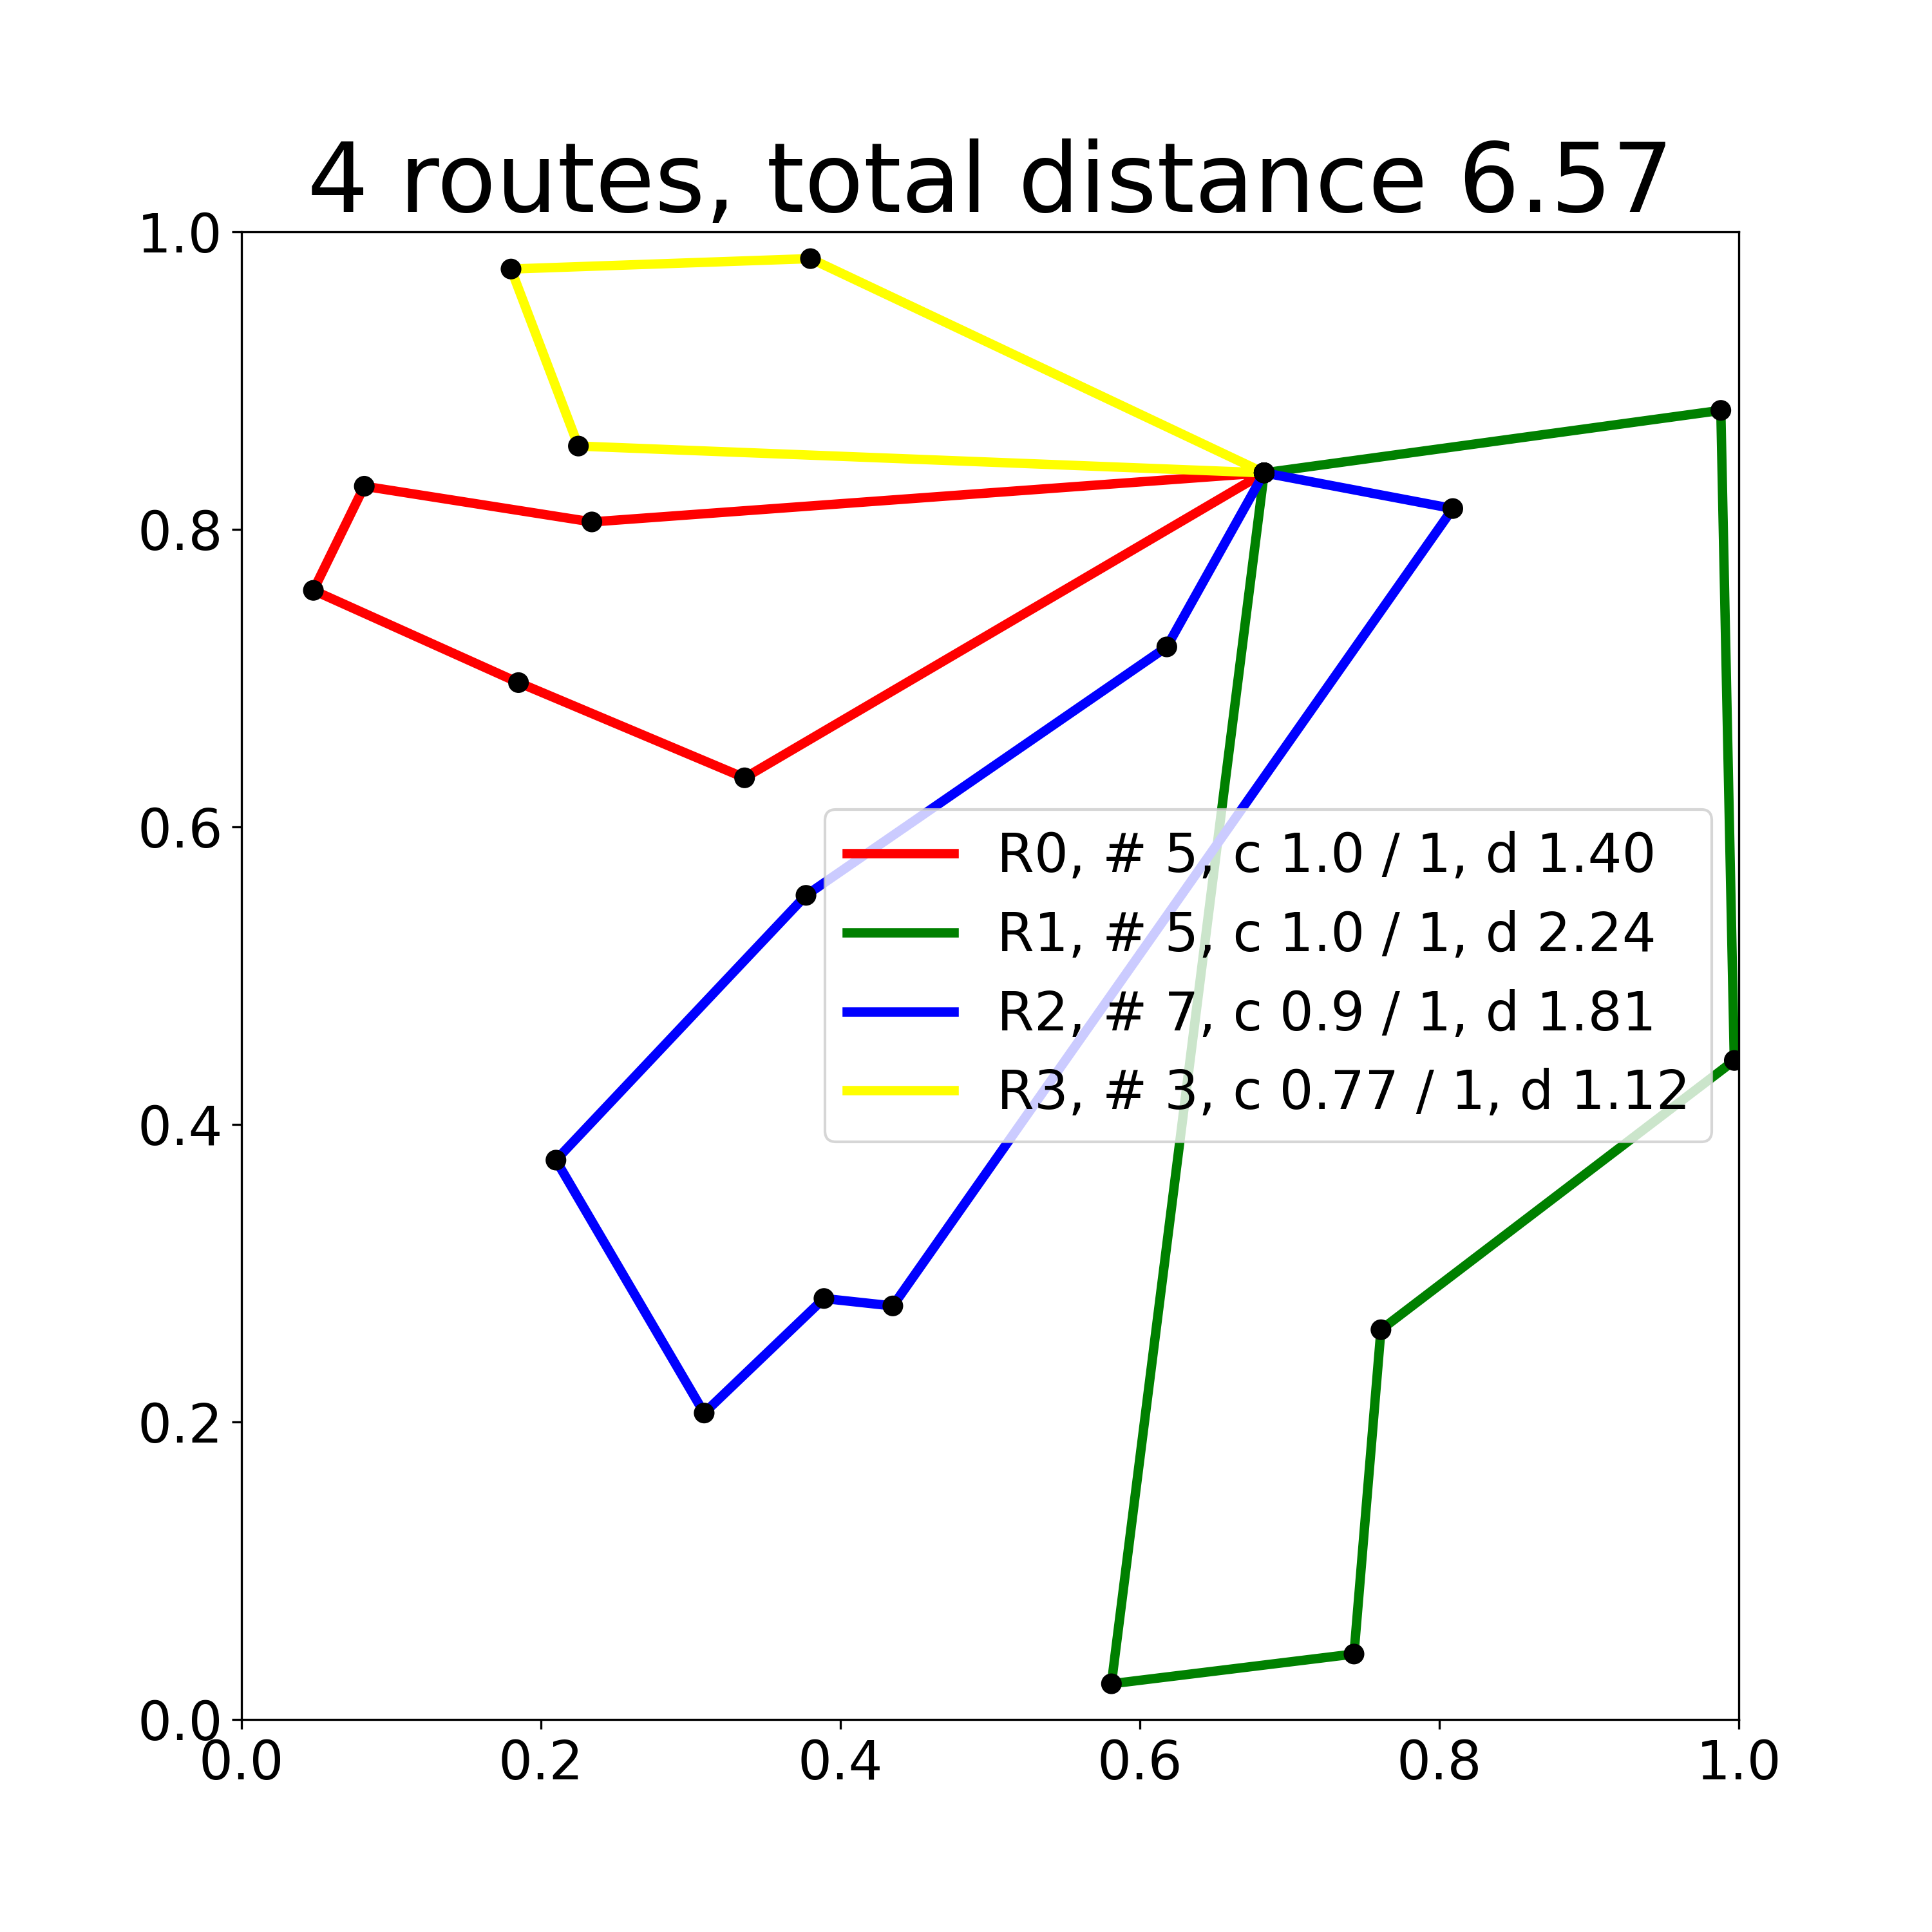 4 routes, total distance 6.57
1.0
0.8
0.6
0.4
0.2
0.0
R0, # 5, c 1.0 / 1, d 1.40
R1, # 5, c 1.0 / 1, d 2.24
R2, # 7, c 0.9 / 1, d 1.81
R3, # 3, c 0.77 / 1, d 1.12
0.0 0.2 0.4 0.6 0.8 1.0